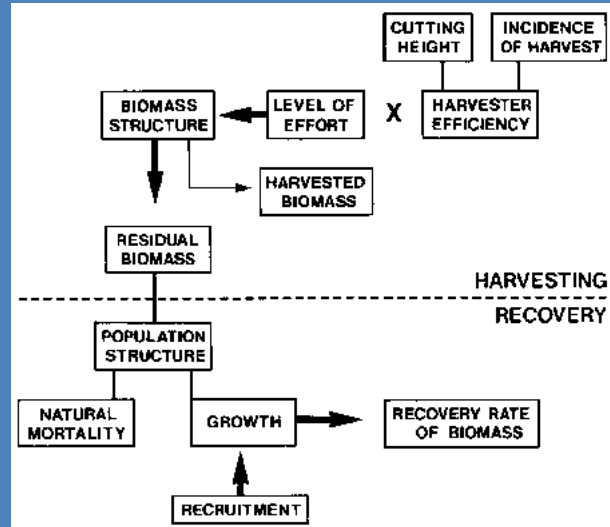 CUTTING
HEIGHT
INCIDENCE
OF HARVEST
BIOMASS
STRUCTURE
LEVEL OF
EFFORT
X
HARVESTER
EFFICIENCY
HARVESTED
BIOMASS
RESIDUAL
BIOMASS
HARVESTING
RECOVERY
POPULATION
STRUCTURE
NATURAL
MORTALITY
GROWTH
RECOVERY RATE
OF BIOMASS
RECRUITMENT